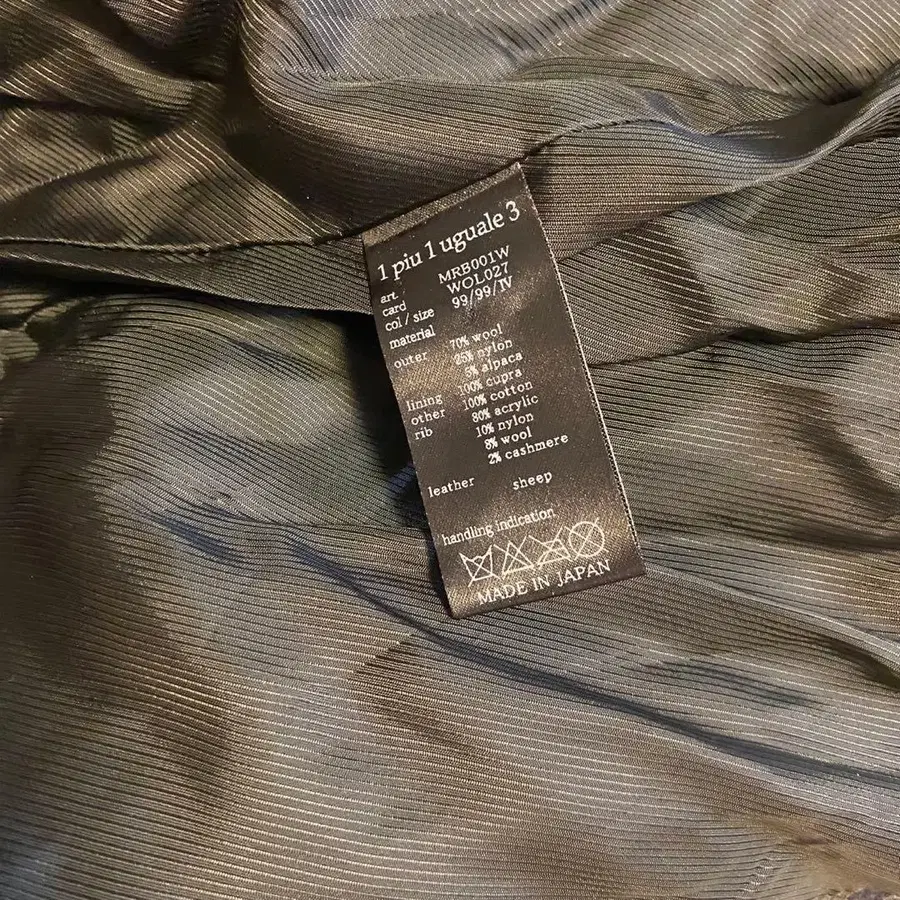 1 piu 1 uguale 3
art. MRB001W
card WOL027
col / size 99/99/IV
material
outer 70% wool
25% nylon
5% alpaca
lining 100% cupra
other 100% cotton
rib 80% acrylic
10% nylon
8% wool
2% cashmere
leather sheep
handling indication
MADE IN JAPAN